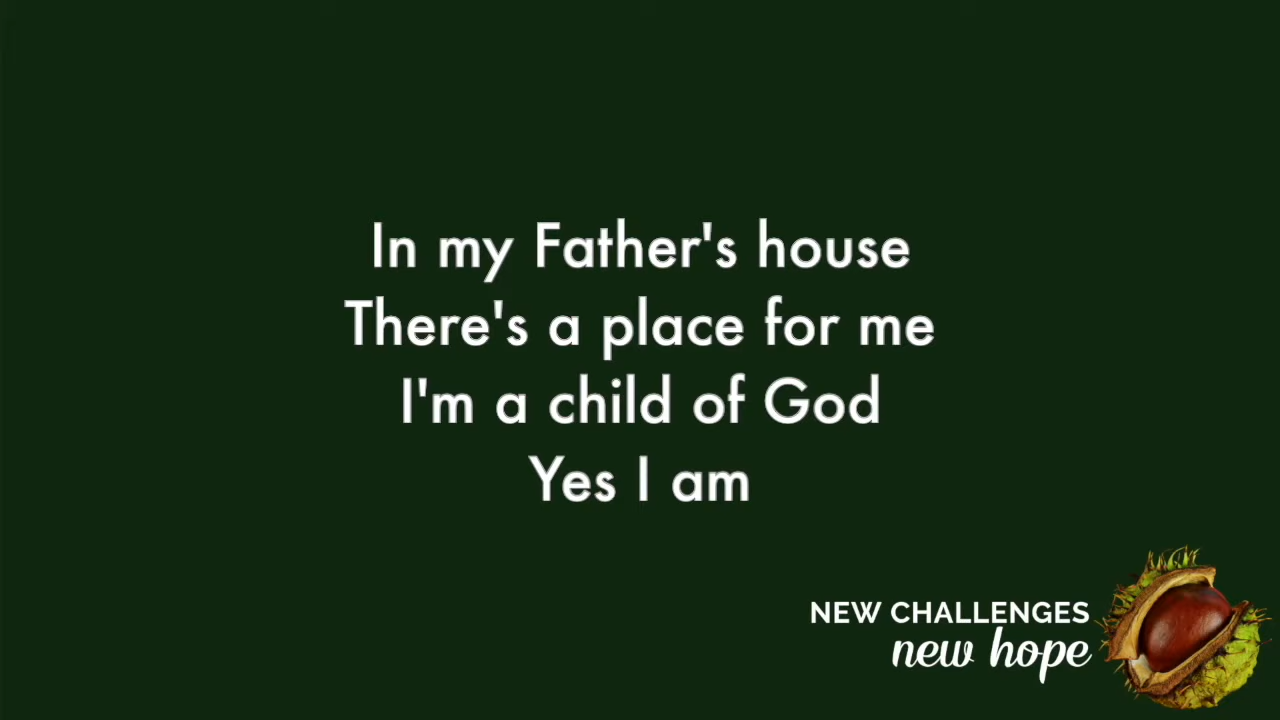 In my Father's house
There's a place for me
I'm a child of God
Yes I am
NEW CHALLENGES
new hope